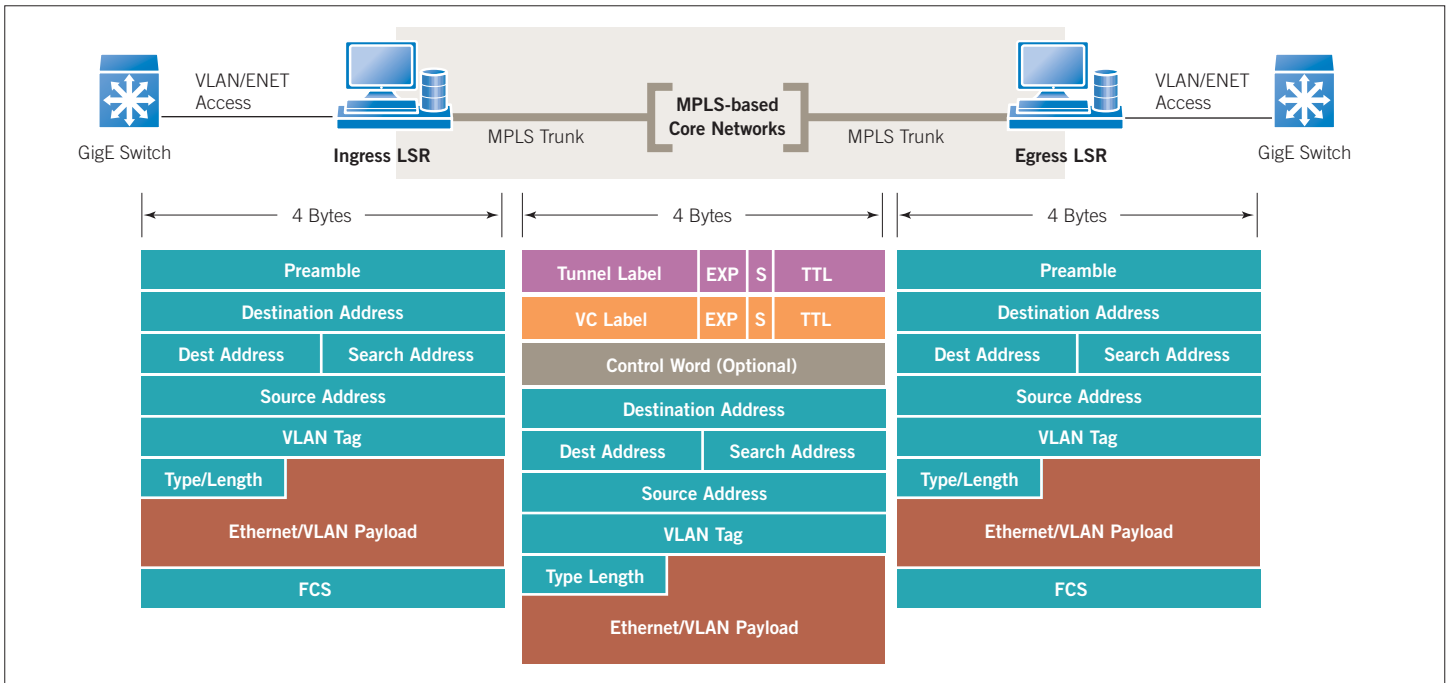 VLAN/ENET
Access
GigE Switch
Ingress LSR
MPLS Trunk
MPLS-based
Core Networks
MPLS Trunk
Egress LSR
VLAN/ENET
Access
GigE Switch
4 Bytes
Preamble
Destination Address
Dest Address Search Address
Source Address
VLAN Tag
Type/Length
Ethernet/VLAN Payload
FCS
4 Bytes
Tunnel Label EXP S TTL
VC Label EXP S TTL
Control Word (Optional)
Destination Address
Dest Address Search Address
Source Address
VLAN Tag
Type Length
Ethernet/VLAN Payload
4 Bytes
Preamble
Destination Address
Dest Address Search Address
Source Address
VLAN Tag
Type/Length
Ethernet/VLAN Payload
FCS